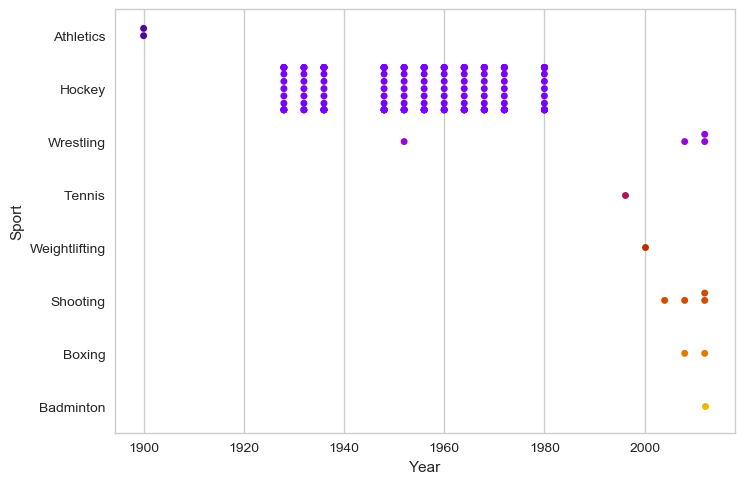 Athletics
Hockey
Wrestling
Tennis
Weightlifting
Shooting
Boxing
Badminton
Sport
1900 1920 1940 1960 1980 2000
Year